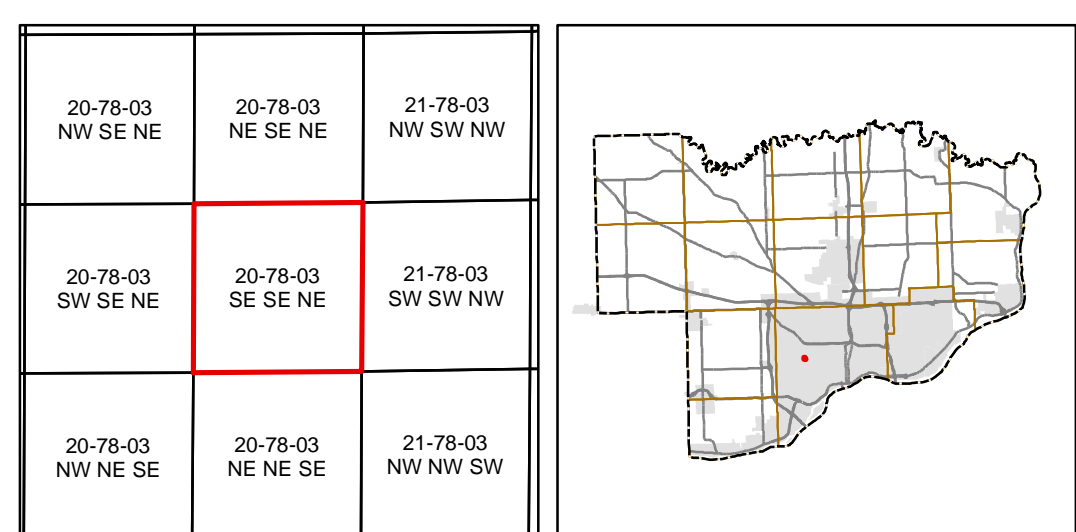 20-78-03
NW SE NE
20-78-03
NE SE NE
21-78-03
NW SW NW
20-78-03
SW SE NE
20-78-03
SE SE NE
21-78-03
SW SW NW
20-78-03
NW NE SE
20-78-03
NE NE SE
21-78-03
NW NW SW